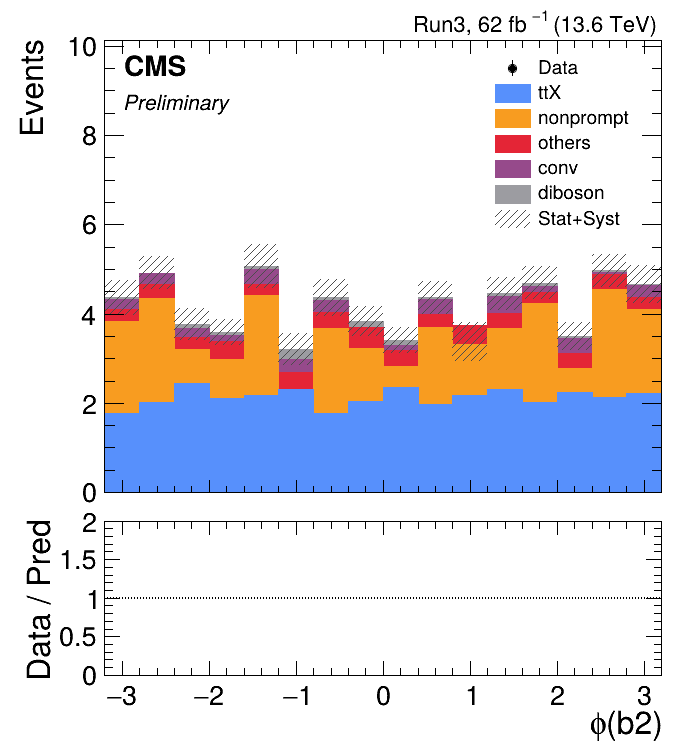 Run3, 62 fb⁻¹ (13.6 TeV)
CMS
Preliminary
Data
ttX
nonprompt
others
conv
diboson
Stat+Syst
Events
10
8
6
4
2
0
Data / Pred
2
1.5
1
0.5
0
−3 −2 −1 0 1 2 3
ϕ(b2)